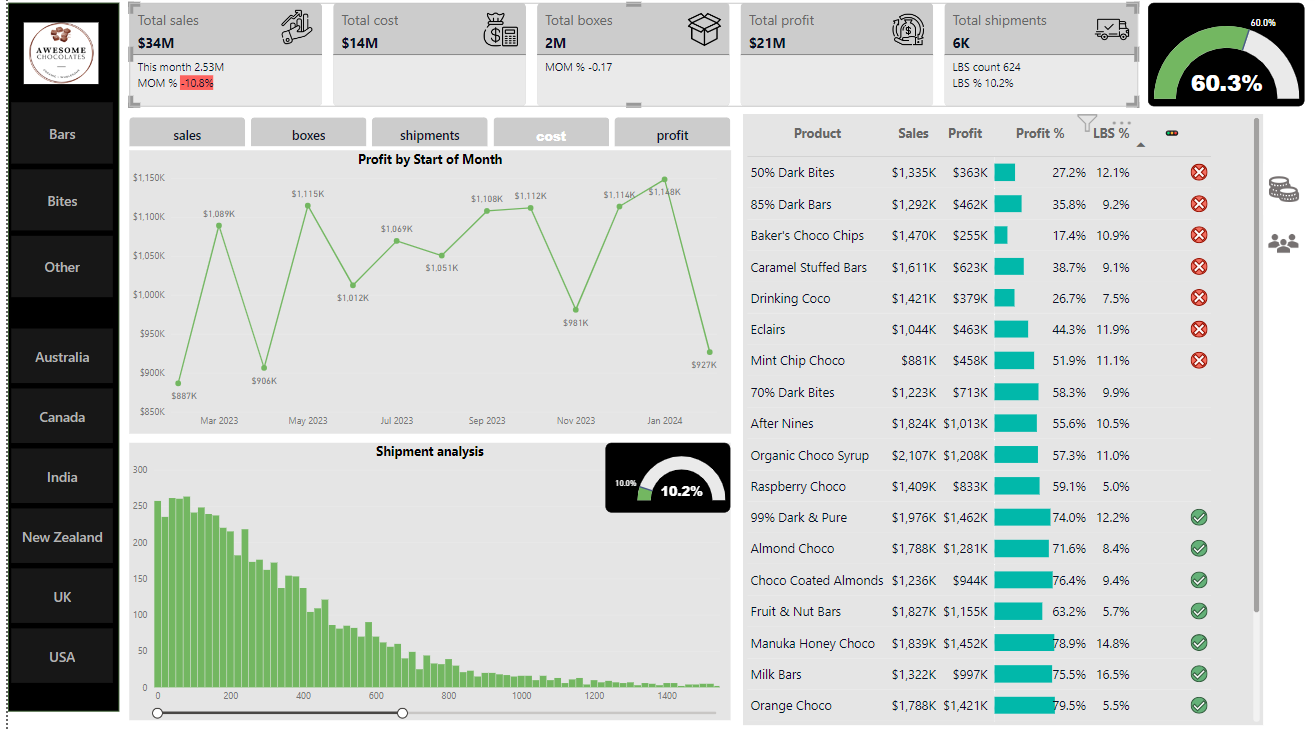 AWESOME
CHOCOLATES
Bars
Bites
Other
Australia
Canada
India
New Zealand
UK
USA
Total sales
$34M
This month 2.53M
MOM % -10.8%
Total cost
$14M
Total boxes
2M
MOM % -0.17
Total profit
$21M
Total shipments
6K
LBS count 624
LBS % 10.2%
60.0%
60.3%
sales boxes shipments cost profit
Profit by Start of Month
$1,150K
$1,100K
$1,050K
$1,000K
$950K
$900K
$850K
$887K
$1,089K
$906K
$1,115K
$1,012K
$1,069K
$1,051K
$1,108K
$1,112K
$981K
$1,114K
$1,148K
$927K
Mar 2023 May 2023 Jul 2023 Sep 2023 Nov 2023 Jan 2024
Shipment analysis
10.0%
10.2%
300
250
200
150
100
50
0
0 200 400 600 800 1000 1200 1400
Product Sales Profit Profit % LBS %
50% Dark Bites $1,335K $363K 27.2% 12.1%
85% Dark Bars $1,292K $462K 35.8% 9.2%
Baker's Choco Chips $1,470K $255K 17.4% 10.9%
Caramel Stuffed Bars $1,611K $623K 38.7% 9.1%
Drinking Coco $1,421K $379K 26.7% 7.5%
Eclairs $1,044K $463K 44.3% 11.9%
Mint Chip Choco $881K $458K 51.9% 11.1%
70% Dark Bites $1,223K $713K 58.3% 9.9%
After Nines $1,824K $1,013K 55.6% 10.5%
Organic Choco Syrup $2,107K $1,208K 57.3% 11.0%
Raspberry Choco $1,409K $833K 59.1% 5.0%
99% Dark & Pure $1,976K $1,462K 74.0% 12.2%
Almond Choco $1,788K $1,281K 71.6% 8.4%
Choco Coated Almonds $1,236K $944K 76.4% 9.4%
Fruit & Nut Bars $1,827K $1,155K 63.2% 5.7%
Manuka Honey Choco $1,839K $1,452K 78.9% 14.8%
Milk Bars $1,322K $997K 75.5% 16.5%
Orange Choco $1,788K $1,421K 79.5% 5.5%